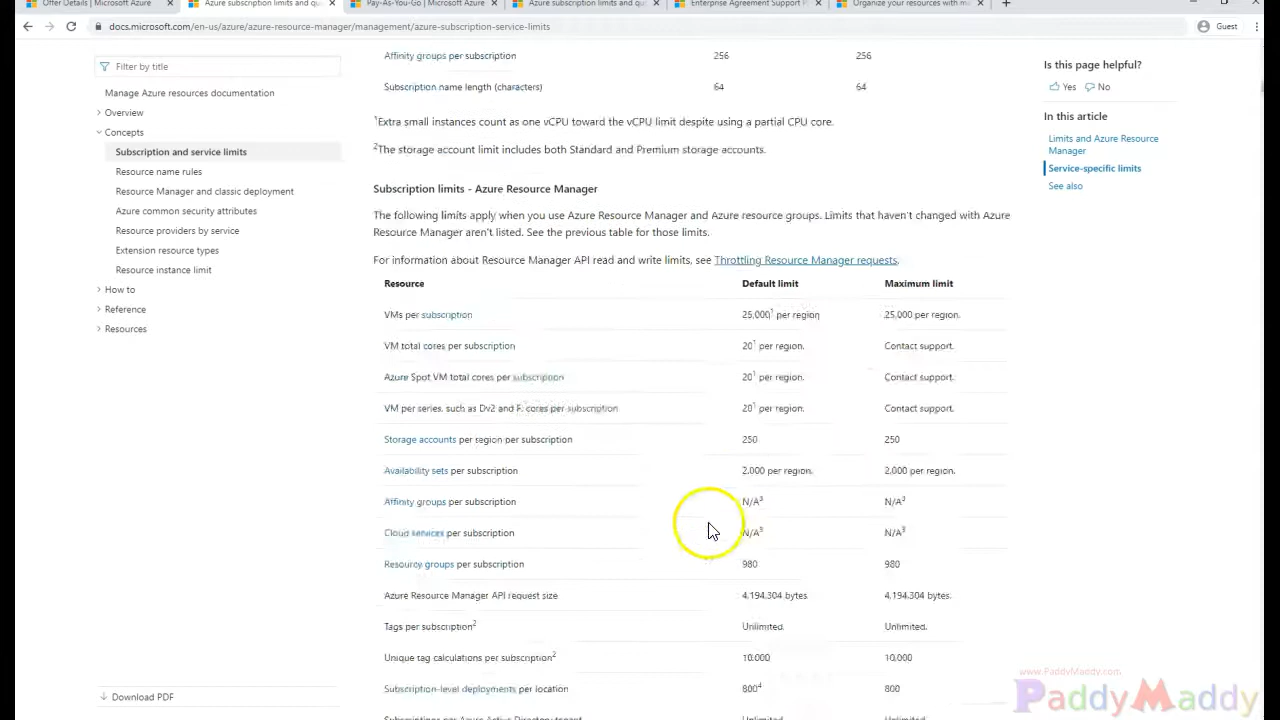 Offer Details | Microsoft Azure × Azure subscription limits and qu × Pay-As-You-Go | Microsoft Azure × Azure subscription limits and qu × Enterprise Agreement Support P × Organize your resources with m × +
docs.microsoft.com/en-us/azure/azure-resource-manager/management/azure-subscription-service-limits Guest
Filter by title
Manage Azure resources documentation
Overview
Concepts
Subscription and service limits
Resource name rules
Resource Manager and classic deployment
Azure common security attributes
Resource providers by service
Extension resource types
Resource instance limit
How to
Reference
Resources
Download PDF
Affinity groups per subscription 256 256
Subscription name length (characters) 64 64
1Extra small instances count as one vCPU toward the vCPU limit despite using a partial CPU core.
2The storage account limit includes both Standard and Premium storage accounts.
Subscription limits - Azure Resource Manager
The following limits apply when you use Azure Resource Manager and Azure resource groups. Limits that haven't changed with Azure
Resource Manager aren't listed. See the previous table for those limits.
For information about Resource Manager API read and write limits, see Throttling Resource Manager requests.
Resource Default limit Maximum limit
VMs per subscription 25,0001 per region. 25,000 per region.
VM total cores per subscription 201 per region. Contact support.
Azure Spot VM total cores per subscription 201 per region. Contact support.
VM per series, such as Dv2 and F, cores per subscription 201 per region. Contact support.
Storage accounts per region per subscription 250 250
Availability sets per subscription 2,000 per region. 2,000 per region.
Affinity groups per subscription N/A3 N/A3
Cloud services per subscription N/A3 N/A3
Resource groups per subscription 980 980
Azure Resource Manager API request size 4,194,304 bytes. 4,194,304 bytes.
Tags per subscription2 Unlimited. Unlimited.
Unique tag calculations per subscription2 10,000 10,000
Subscription-level deployments per location 8004 800
Subscriptions per Azure Active Directory tenant Unlimited. Unlimited.
Is this page helpful?
Yes No
In this article
Limits and Azure Resource
Manager
Service-specific limits
See also
www.PaddyMaddy.com
PaddyMaddy